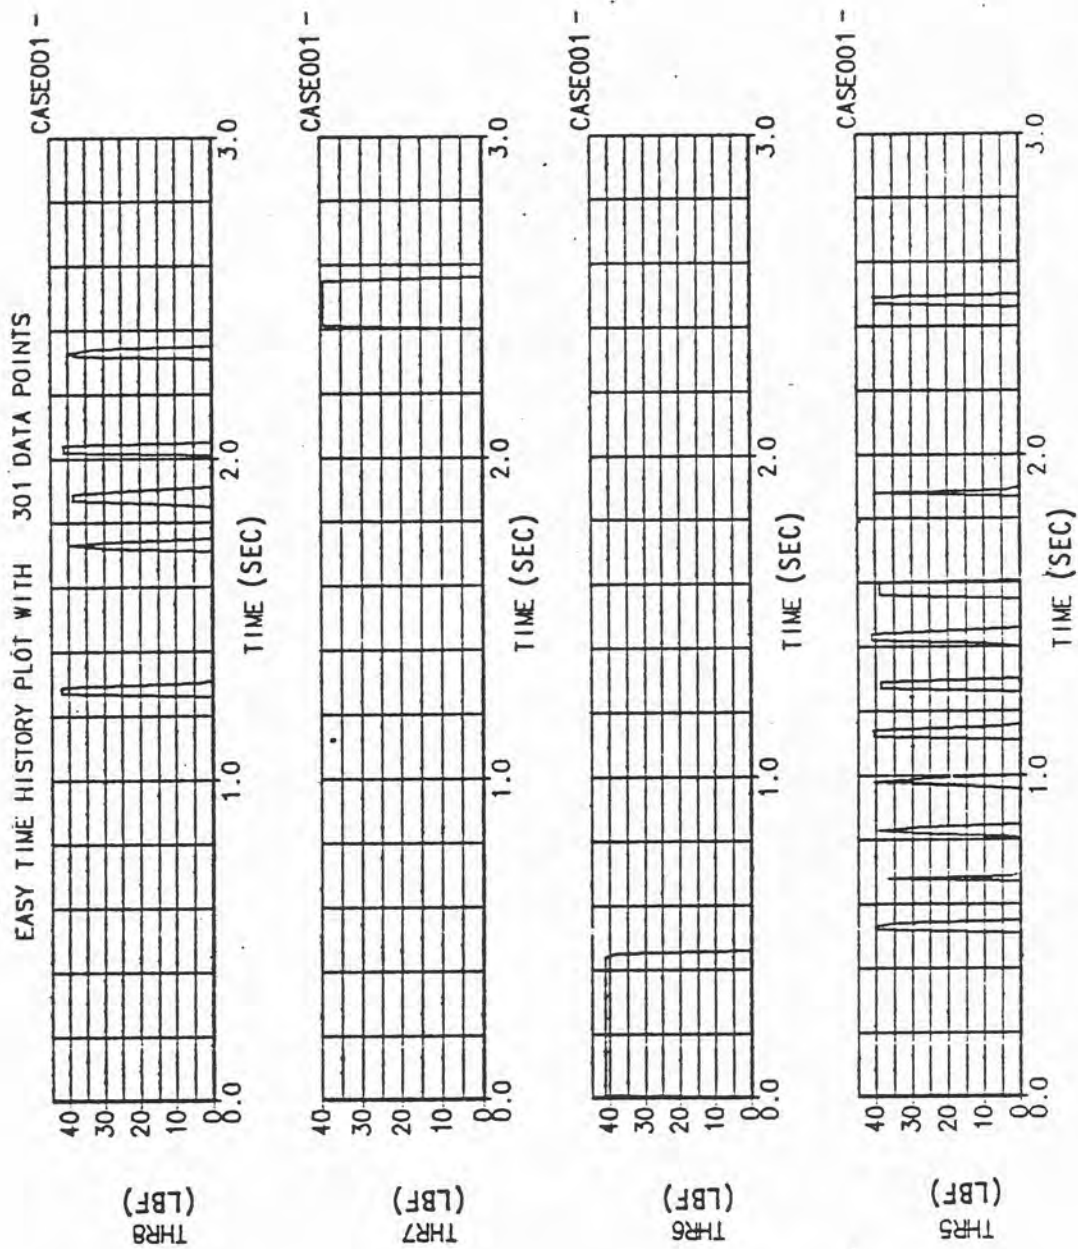 EASY TIME HISTORY PLOT WITH 301 DATA POINTS
CASE001 -
THR8
(LBF)
40
30
20
10
0
0.0
1.0
2.0
3.0
TIME (SEC)
CASE001 -
THR7
(LBF)
40
30
20
10
0
0.0
1.0
2.0
3.0
TIME (SEC)
CASE001 -
THR6
(LBF)
40
30
20
10
0
0.0
1.0
2.0
3.0
TIME (SEC)
CASE001 -
THR5
(LBF)
40
30
20
10
0
0.0
1.0
2.0
3.0
TIME (SEC)